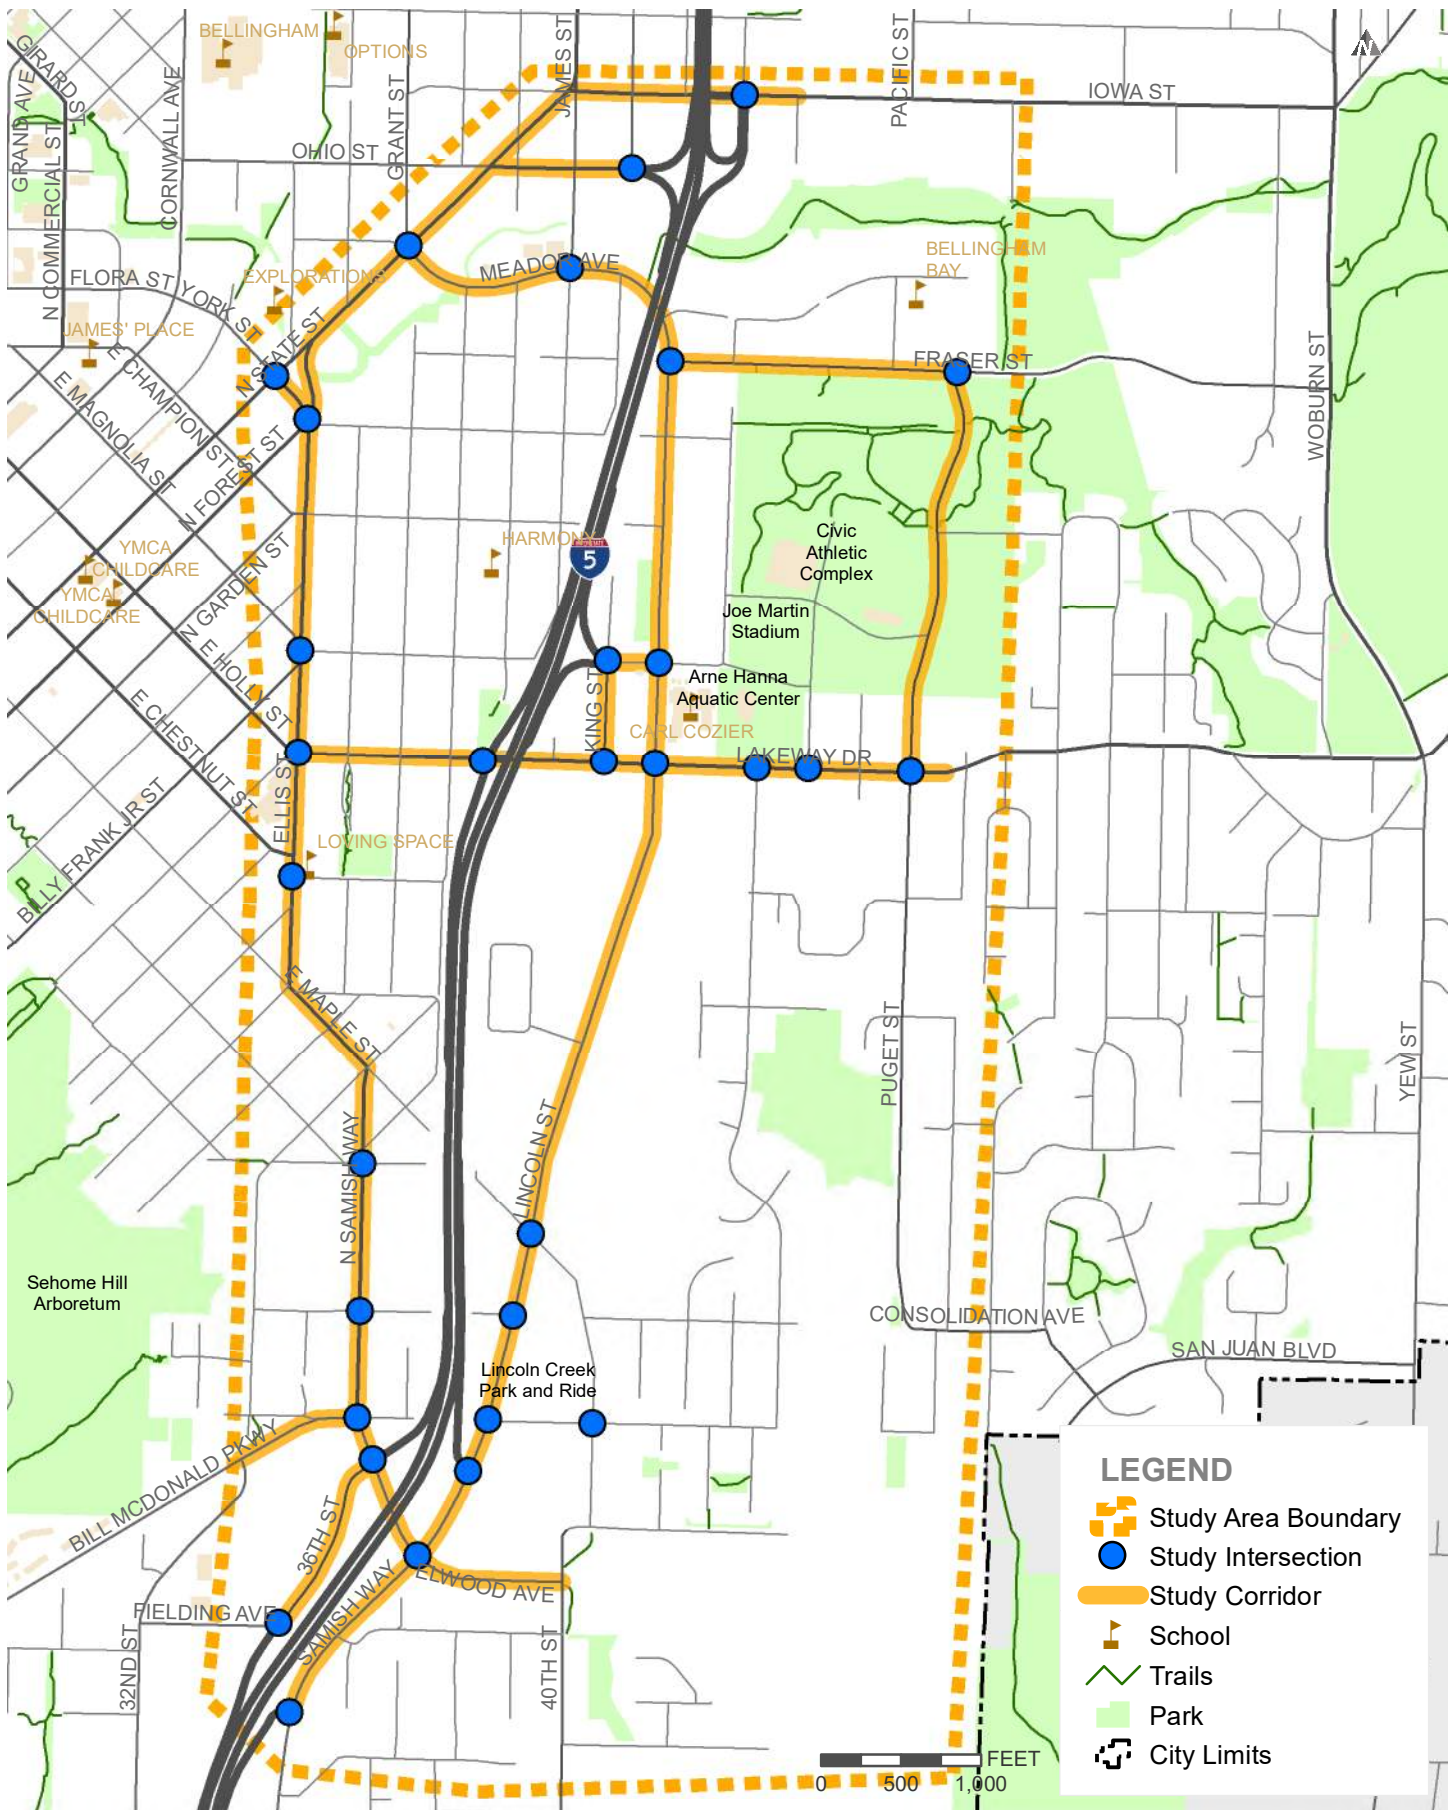 BELLINGHAM
OPTIONS
GIRARD ST
GRAND AVE
N COMMERCIAL ST
CORNWALL AVE
GRANT ST
JAMES ST
PACIFIC ST
N
IOWA ST
OHIO ST
MEADOR AVE
BELLINGHAM
BAY
EXPLORATIONS
FLORA ST
YORK ST
JAMES' PLACE
N STATE ST
E CHAMPION ST
E MAGNOLIA ST
N FOREST ST
FRASER ST
WOBURN ST
HARMONY
INTERSTATE
5
Civic
Athletic
Complex
YMCA
CHILDCARE
YMCA
CHILDCARE
N GARDEN ST
Joe Martin
Stadium
N
E HOLLY ST
E CHESTNUT ST
KING ST
Arne Hanna
Aquatic Center
CARL COZIER
LAKEWAY DR
ELLIS ST
BILLY FRANK JR ST
LOVING SPACE
E MAPLE ST
PUGET ST
YEW ST
N SAMISH WAY
LINCOLN ST
Sehome Hill
Arboretum
CONSOLIDATION AVE
SAN JUAN BLVD
Lincoln Creek
Park and Ride
BILL MCDONALD PKWY
36TH ST
SAMISH WAY
ELWOOD AVE
FIELDING AVE
32ND ST
40TH ST
FEET
0 500 1,000
LEGEND
Study Area Boundary
Study Intersection
Study Corridor
School
Trails
Park
City Limits